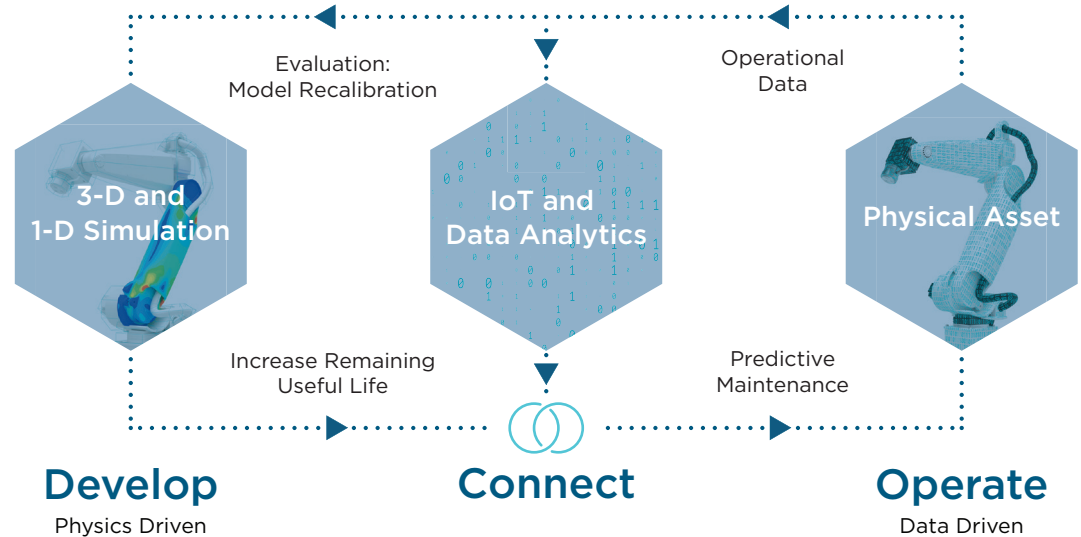 Evaluation:
Model Recalibration
Operational
Data
3-D and
1-D Simulation
IoT and
Data Analytics
Physical Asset
Increase Remaining
Useful Life
Predictive
Maintenance
Develop
Physics Driven
Connect
Operate
Data Driven